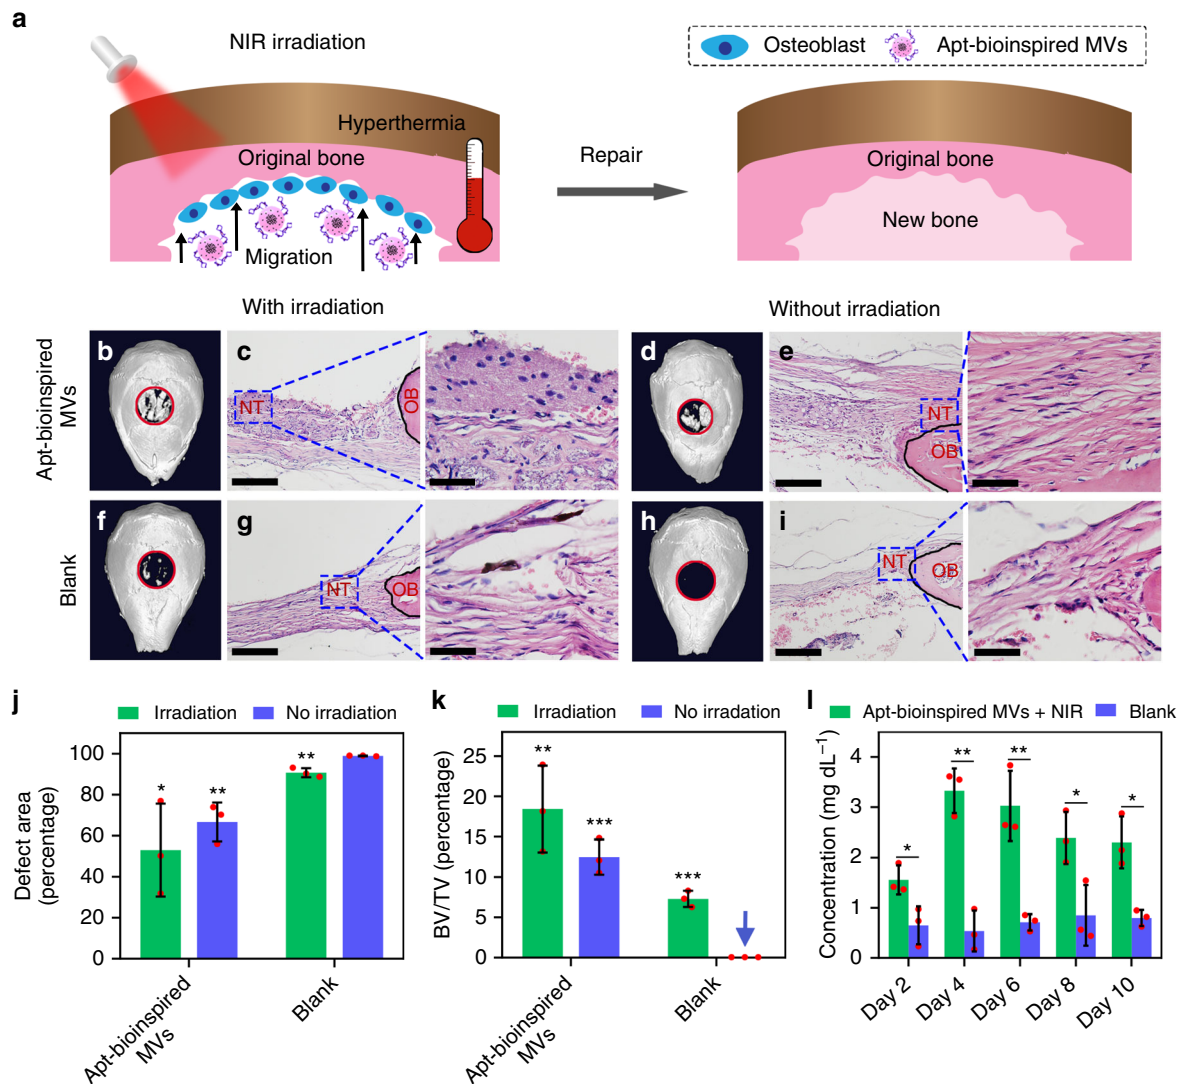 a
NIR irradiation
Osteoblast
Apt-bioinspired MVs
Hyperthermia
Original bone
Migration
Repair
Original bone
New bone
With irradiation
Without irradiation
Apt-bioinspired
MVs
b
c
NT
OB
d
e
NT
OB
Blank
f
g
NT
OB
h
i
NT
OB
j
Irradiation
No irradiation
Defect area
(percentage)
100
80
60
40
20
0
*
**
**
Apt-bioinspired
MVs
Blank
k
Irradiation
No irradation
BV/TV (percentage)
25
20
15
10
5
0
**
***
***
Apt-bioinspired
MVs
Blank
l
Apt-bioinspired MVs + NIR
Blank
Concentration (mg dL⁻¹)
4
3
2
1
0
*
**
**
*
*
Day 2
Day 4
Day 6
Day 8
Day 10